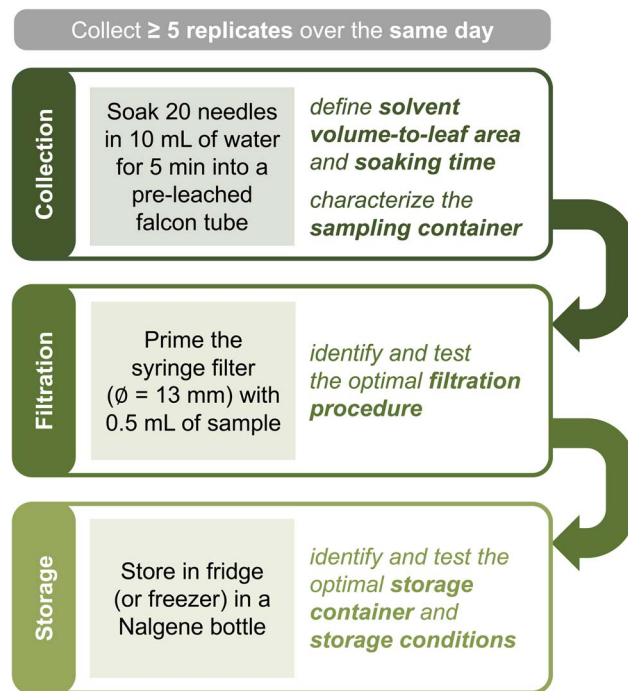 Collect ≥ 5 replicates over the same day
Collection
Soak 20 needles
in 10 mL of water
for 5 min into a
pre-leached
falcon tube
define solvent
volume-to-leaf area
and soaking time
characterize the
sampling container
Filtration
Prime the
syringe filter
(Ø = 13 mm) with
0.5 mL of sample
identify and test
the optimal filtration
procedure
Storage
Store in fridge
(or freezer) in a
Nalgene bottle
identify and test the
optimal storage
container and
storage conditions